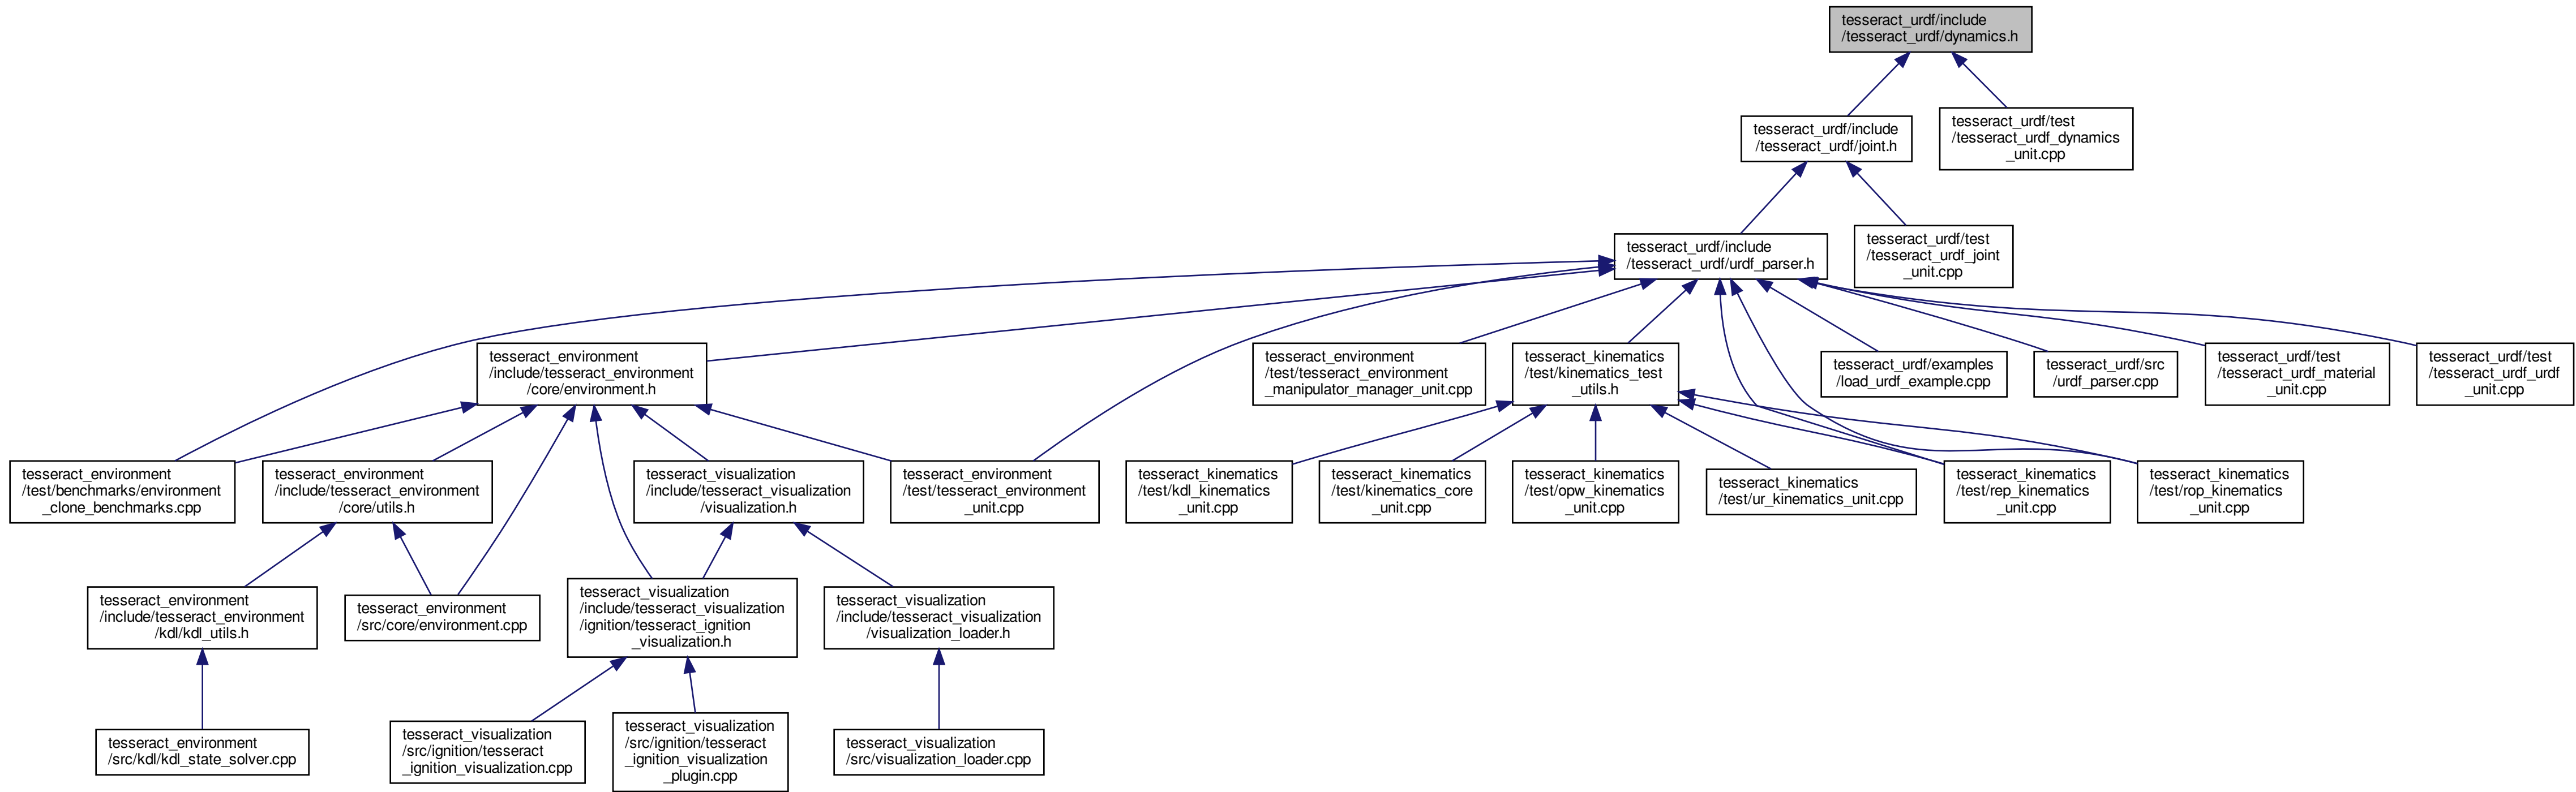 tesseract_urdf/include
/tesseract_urdf/dynamics.h
tesseract_urdf/include
/tesseract_urdf/joint.h
tesseract_urdf/test
/tesseract_urdf_dynamics
_unit.cpp
tesseract_urdf/include
/tesseract_urdf/urdf_parser.h
tesseract_urdf/test
/tesseract_urdf_joint
_unit.cpp
tesseract_environment
/include/tesseract_environment
/core/environment.h
tesseract_environment
/test/tesseract_environment
_manipulator_manager_unit.cpp
tesseract_kinematics
/test/kinematics_test
_utils.h
tesseract_urdf/examples
/load_urdf_example.cpp
tesseract_urdf/src
/urdf_parser.cpp
tesseract_urdf/test
/tesseract_urdf_material
_unit.cpp
tesseract_urdf/test
/tesseract_urdf_urdf
_unit.cpp
tesseract_environment
/test/benchmarks/environment
_clone_benchmarks.cpp
tesseract_environment
/include/tesseract_environment
/core/utils.h
tesseract_visualization
/include/tesseract_visualization
/visualization.h
tesseract_environment
/test/tesseract_environment
_unit.cpp
tesseract_kinematics
/test/kdl_kinematics
_unit.cpp
tesseract_kinematics
/test/kinematics_core
_unit.cpp
tesseract_kinematics
/test/opw_kinematics
_unit.cpp
tesseract_kinematics
/test/ur_kinematics_unit.cpp
tesseract_kinematics
/test/rep_kinematics
_unit.cpp
tesseract_kinematics
/test/rop_kinematics
_unit.cpp
tesseract_environment
/include/tesseract_environment
/kdl/kdl_utils.h
tesseract_environment
/src/core/environment.cpp
tesseract_visualization
/include/tesseract_visualization
/ignition/tesseract_ignition
_visualization.h
tesseract_visualization
/include/tesseract_visualization
/visualization_loader.h
tesseract_environment
/src/kdl/kdl_state_solver.cpp
tesseract_visualization
/src/ignition/tesseract
_ignition_visualization.cpp
tesseract_visualization
/src/ignition/tesseract
_ignition_visualization
_plugin.cpp
tesseract_visualization
/src/visualization_loader.cpp